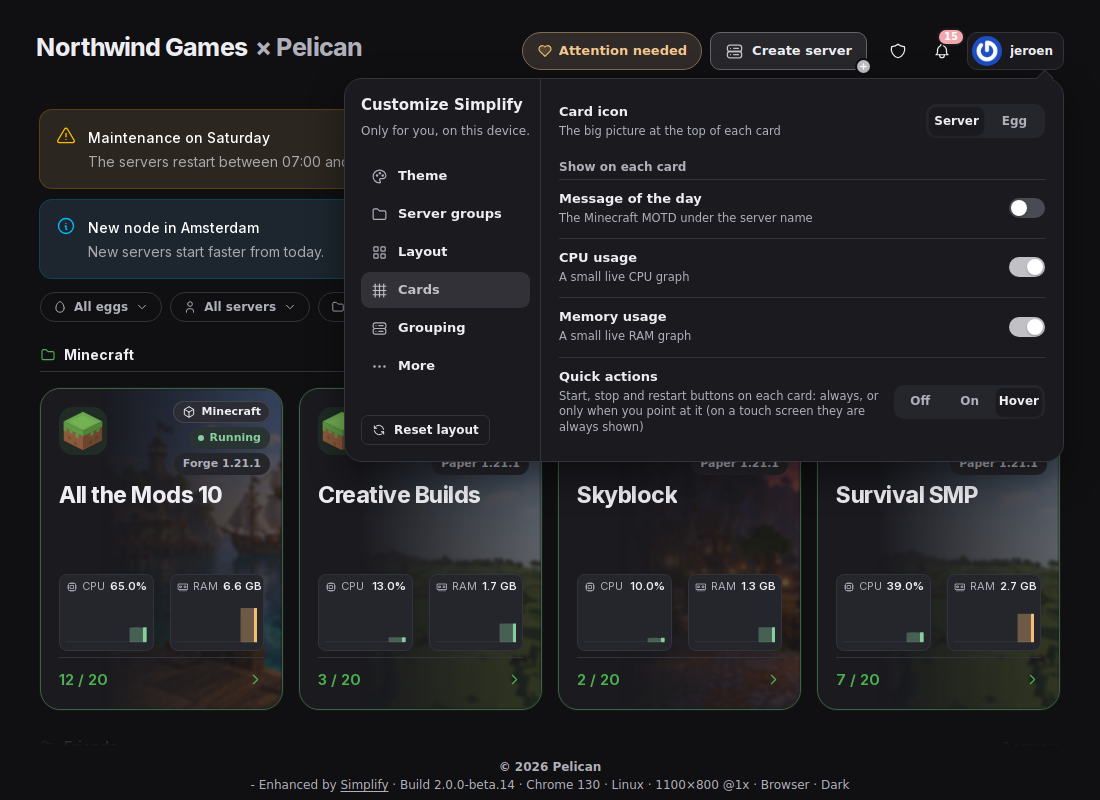 Northwind Games × Pelican
Attention needed
Create server
15
jeroen
Maintenance on Saturday
The servers restart between 07:00 and
New node in Amsterdam
New servers start faster from today.
All eggs
All servers
Minecraft
Customize Simplify
Only for you, on this device.
Theme
Server groups
Layout
Cards
Grouping
More
Reset layout
Card icon
The big picture at the top of each card
Server
Egg
Show on each card
Message of the day
The Minecraft MOTD under the server name
CPU usage
A small live CPU graph
Memory usage
A small live RAM graph
Quick actions
Start, stop and restart buttons on each card: always, or
only when you point at it (on a touch screen they are
always shown)
Off
On
Hover
Minecraft
Running
Forge 1.21.1
All the Mods 10
CPU 65.0%
RAM 6.6 GB
12 / 20
Paper 1.21.1
Creative Builds
CPU 13.0%
RAM 1.7 GB
3 / 20
Paper 1.21.1
Skyblock
CPU 10.0%
RAM 1.3 GB
2 / 20
Paper 1.21.1
Survival SMP
CPU 39.0%
RAM 2.7 GB
7 / 20
Friends
© 2026 Pelican
- Enhanced by Simplify · Build 2.0.0-beta.14 · Chrome 130 · Linux · 1100×800 @1x · Browser · Dark